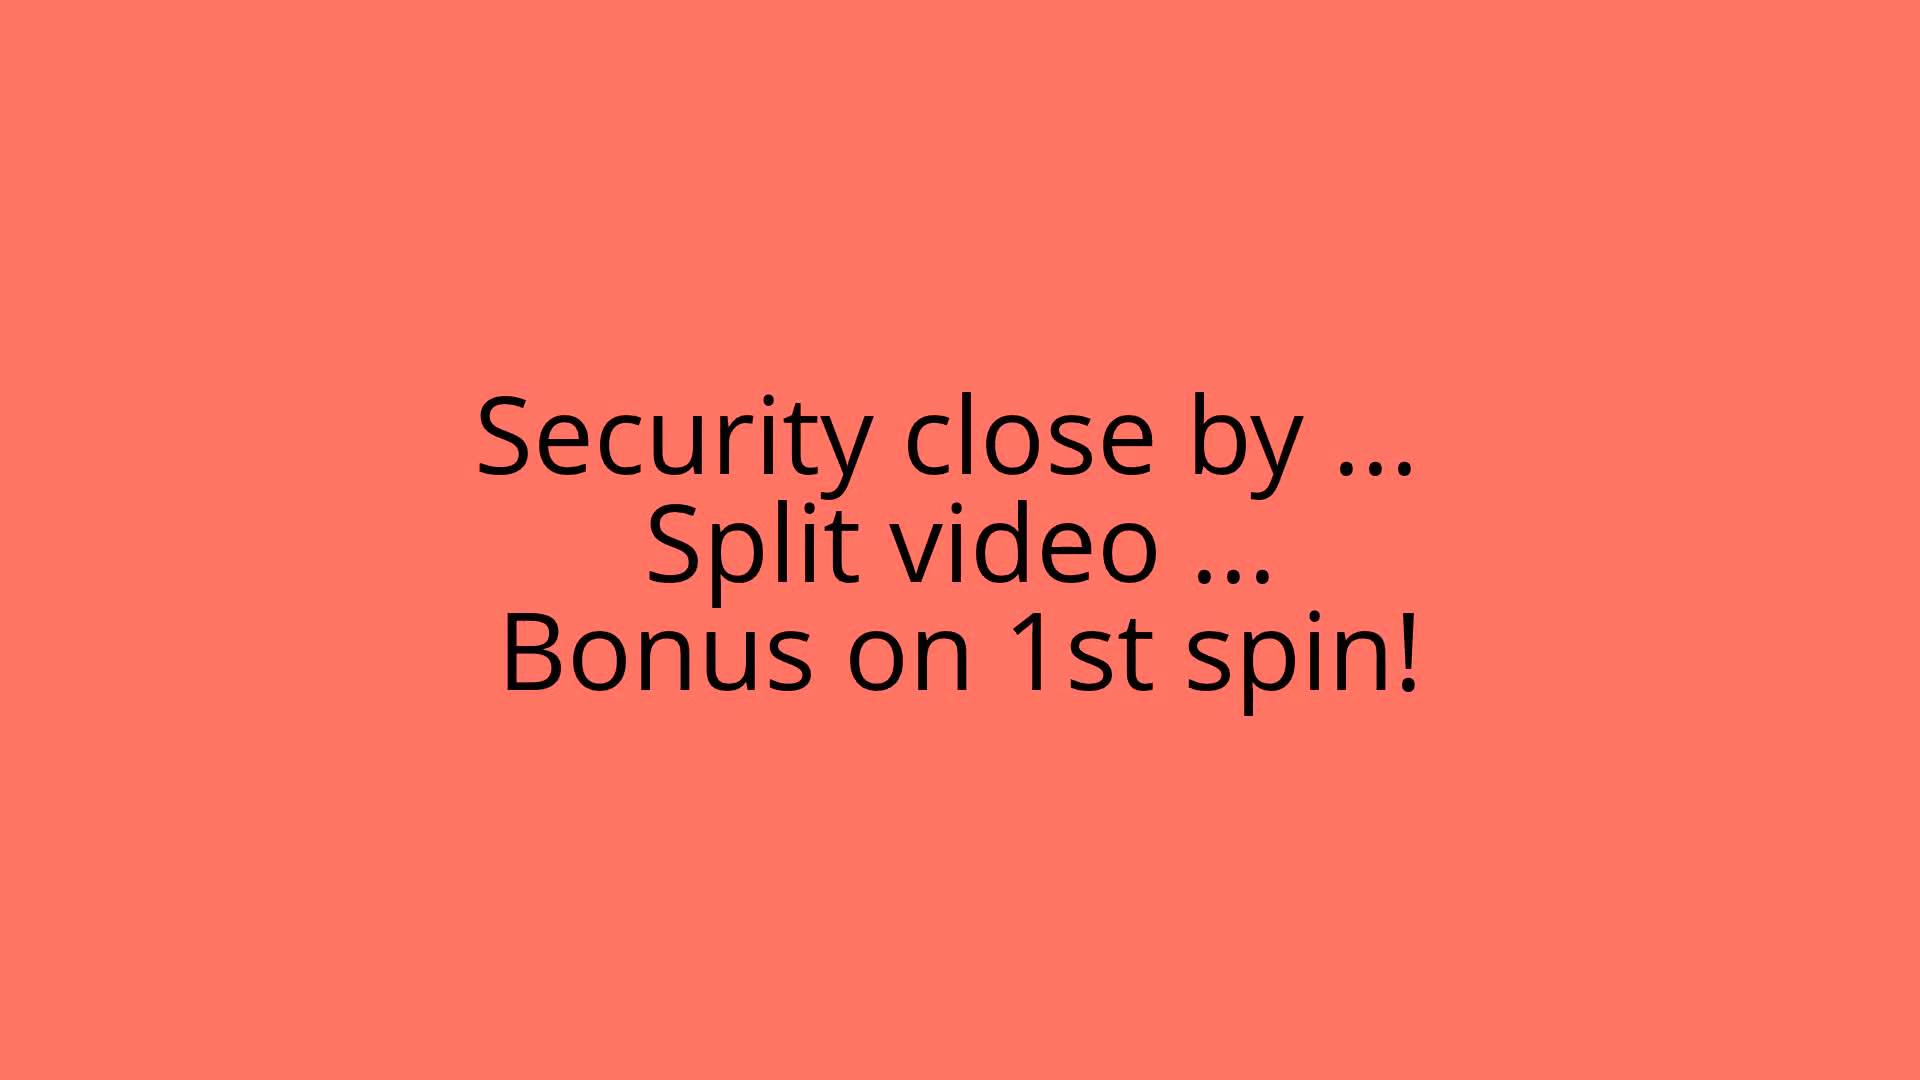 Security close by ...
Split video ...
Bonus on 1st spin!